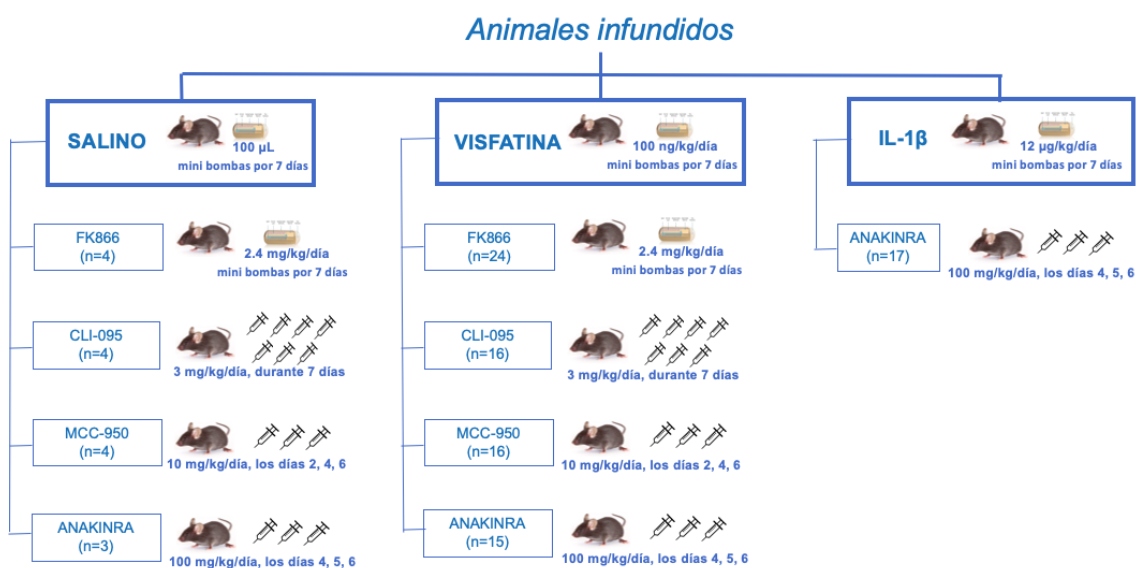 Animales infundidos
SALINO
100 µL
mini bombas por 7 días
FK866
(n=4)
2.4 mg/kg/día
mini bombas por 7 días
CLI-095
(n=4)
3 mg/kg/día, durante 7 días
MCC-950
(n=4)
10 mg/kg/día, los días 2, 4, 6
ANAKINRA
(n=3)
100 mg/kg/día, los días 4, 5, 6
VISFATINA
100 ng/kg/día
mini bombas por 7 días
FK866
(n=24)
2.4 mg/kg/día
mini bombas por 7 días
CLI-095
(n=16)
3 mg/kg/día, durante 7 días
MCC-950
(n=16)
10 mg/kg/día, los días 2, 4, 6
ANAKINRA
(n=15)
100 mg/kg/día, los días 4, 5, 6
IL-1β
12 µg/kg/día
mini bombas por 7 días
ANAKINRA
(n=17)
100 mg/kg/día, los días 4, 5, 6